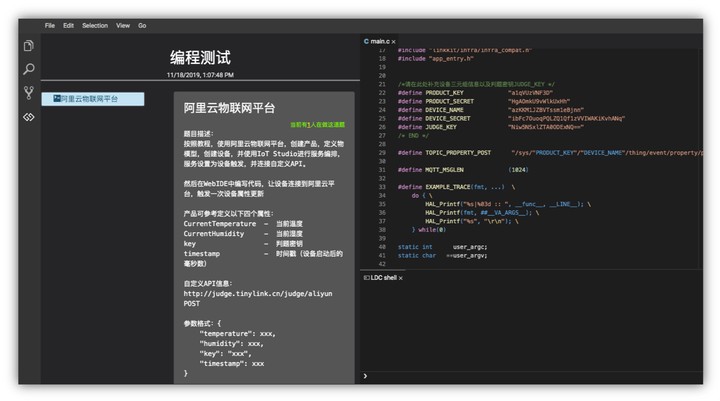 File Edit Selection View Go
编程测试
11/18/2019, 1:07:48 PM
阿里云物联网平台
阿里云物联网平台
当前有1人在挑战该题
题目描述:
按照教程,使用阿里云物联网平台,创建产品,定义物
模型,创建设备,并使用IoT Studio进行服务编排,
服务设置为设备触发,并连接自定义API。
然后在WebIDE中编写代码,让设备连接到阿里云平
台,触发一次设备属性更新
产品可参考定义以下四个属性:
CurrentTemperature - 当前温度
CurrentHumidity - 当前湿度
key - 判题密钥
timestamp - 时间戳(设备启动后的
毫秒数)
自定义API信息:
http://judge.tinylink.cn/judge/aliyun
POST
参数格式:{
"temperature": xxx,
"humidity": xxx,
"key": "xxx",
"timestamp": xxx
}
C main.c ×
17 #include "linkkit/infra/infra_compat.h"
18 #include "app_entry.h"
19
20
21 /*请在此处补充设备三元组信息以及判题密钥JUDGE_KEY */
22 #define PRODUCT_KEY
23 #define PRODUCT_SECRET
24 #define DEVICE_NAME
25 #define DEVICE_SECRET
26 #define JUDGE_KEY
27 /* END */
28
29 #define TOPIC_PROPERTY_POST "/sys/"PRODUCT_KEY"/"DEVICE_NAME"/thing/event/property/p
30
31 #define MQTT_MSGLEN (1024)
32
33 #define EXAMPLE_TRACE(fmt, ...) \
34 do { \
35 HAL_Printf("%s|%03d :: ", __func__, __LINE__); \
36 HAL_Printf(fmt, ##__VA_ARGS__); \
37 HAL_Printf("%s", "\r\n"); \
38 } while(0)
39
40 static int user_argc;
41 static char **user_argv;
42
LDC shell ×